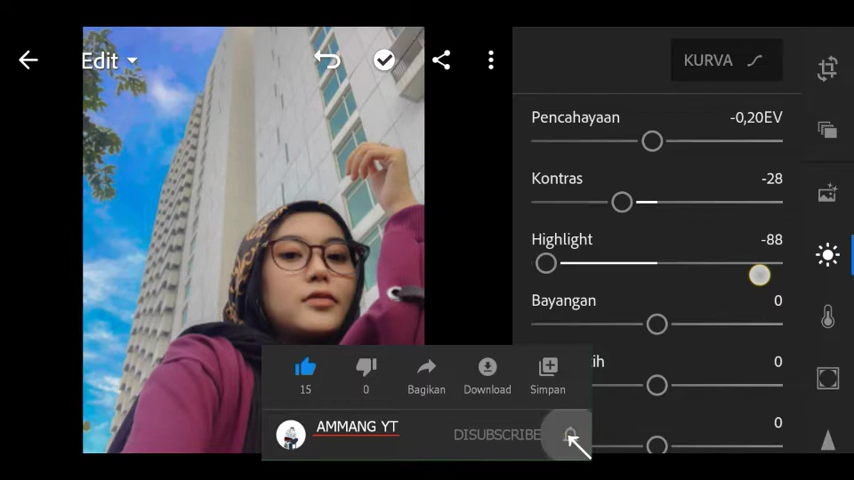 Edit
KURVA
Pencahayaan -0,20EV
Kontras -28
Highlight -88
Bayangan 0
ih 0
0
15 0 Bagikan Download Simpan
AMMANG YT
DISUBSCRIBE